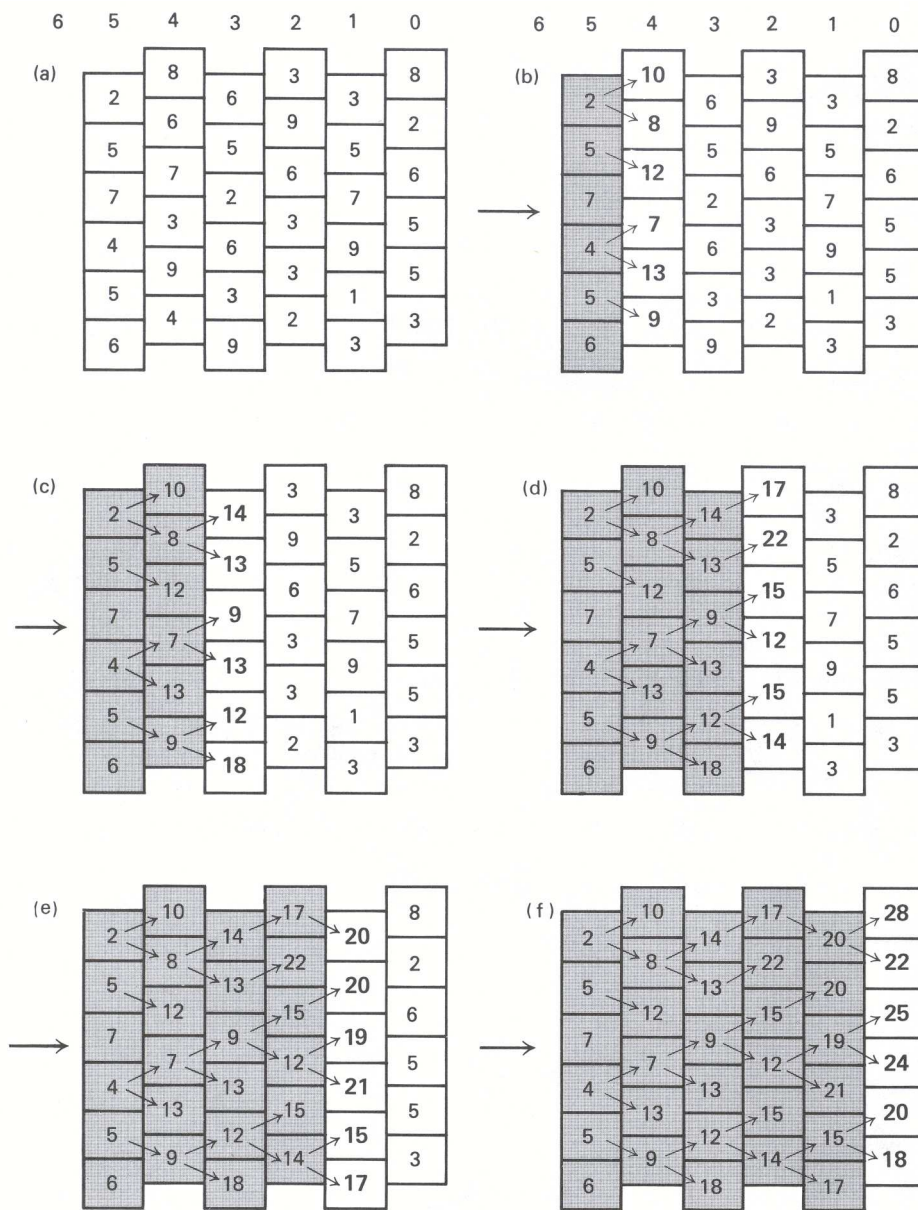 6 5 4 3 2 1 0
(a) 8 3 8
2 6 3
6 9 2
5 5 5
7 6 6
7 2 7
3 3 5
4 6 9
9 3 5
5 3 1
4 2 3
6 9 3
6 5 4 3 2 1 0
(b) 10 3 8
2 6 3
8 9 2
5 5 5
12 6 6
7 2 7
7 3 5
4 6 9
13 3 5
5 3 1
9 2 3
6 9 3
(c) 10 3 8
2 14 3
8 9 2
5 13 5
12 6 6
7 9 7
7 3 5
4 13 9
13 3 5
5 12 1
9 2 3
6 18 3
(d) 10 17 8
2 14 3
8 22 2
5 13 5
12 15 6
7 9 7
7 12 5
4 13 9
13 15 5
5 12 1
9 14 3
6 18 3
(e) 10 17 8
2 14 20
8 22 2
5 13 20
12 15 6
7 9 19
7 12 5
4 13 21
13 15 5
5 12 15
9 14 3
6 18 17
(f) 10 17 28
2 14 20
8 22 22
5 13 20
12 15 25
7 9 19
7 12 24
4 13 21
13 15 20
5 12 15
9 14 18
6 18 17